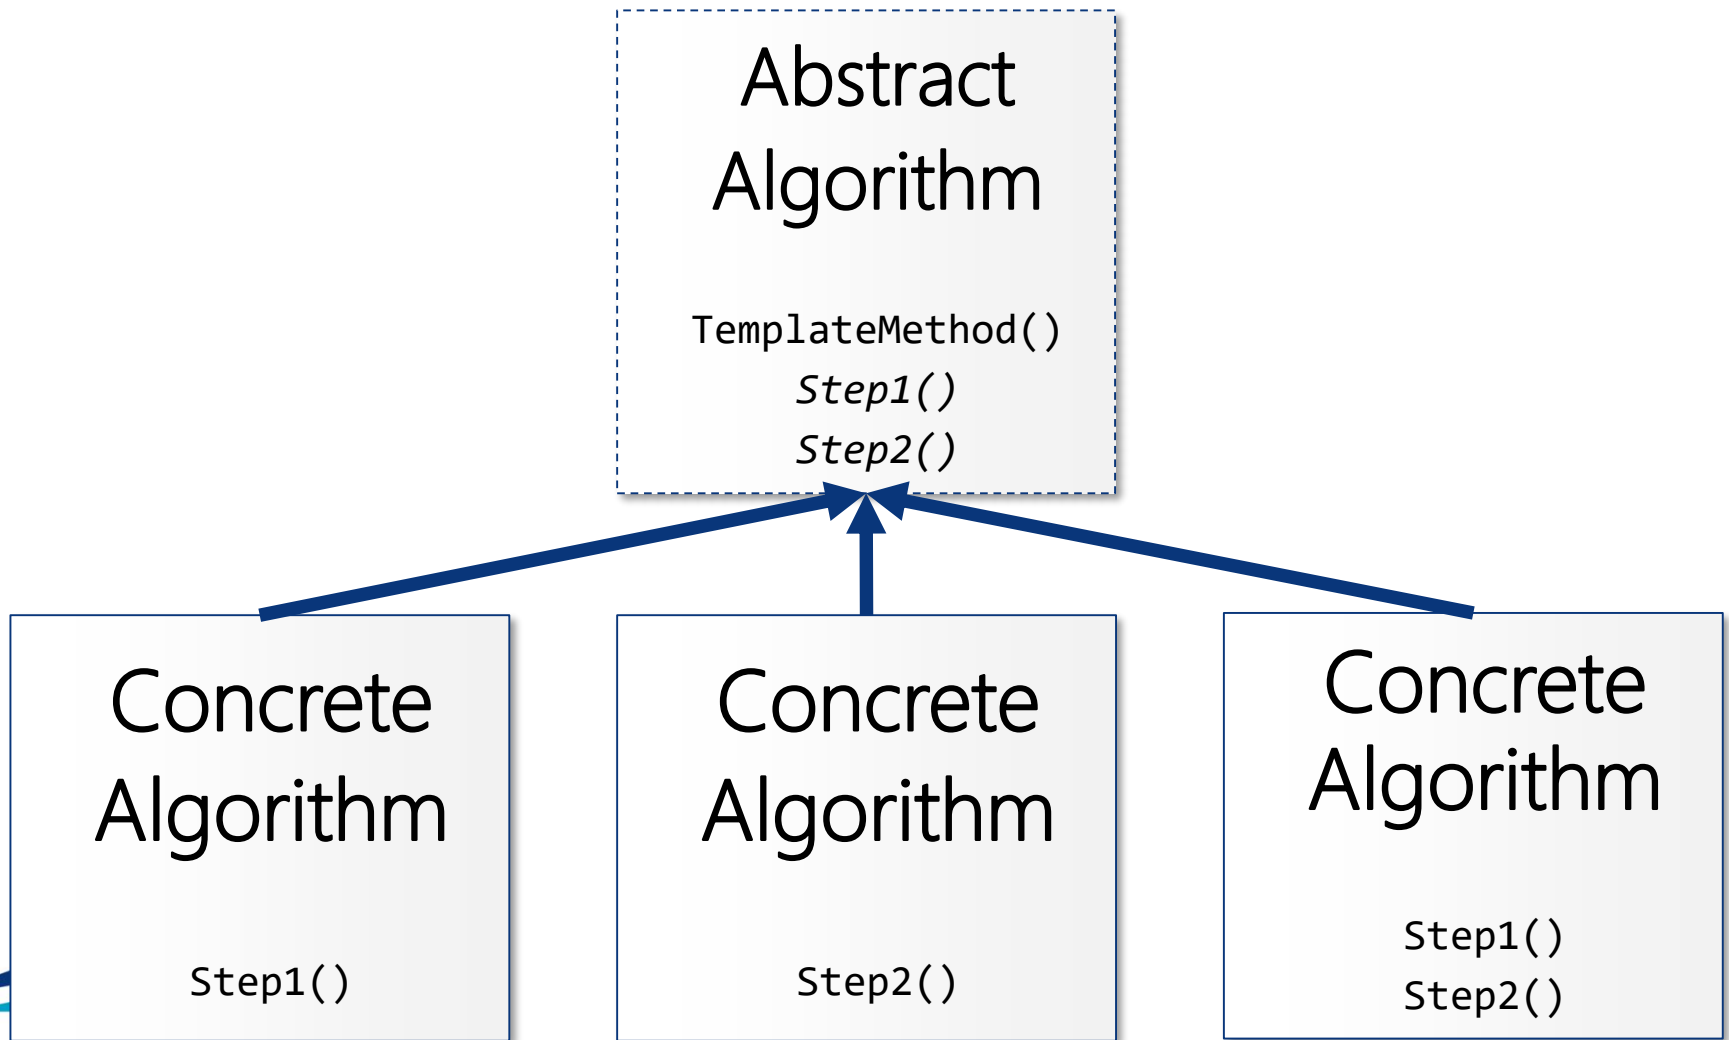 Abstract
Algorithm
TemplateMethod()
Step1()
Step2()
Concrete
Algorithm
Step1()
Concrete
Algorithm
Step2()
Concrete
Algorithm
Step1()
Step2()